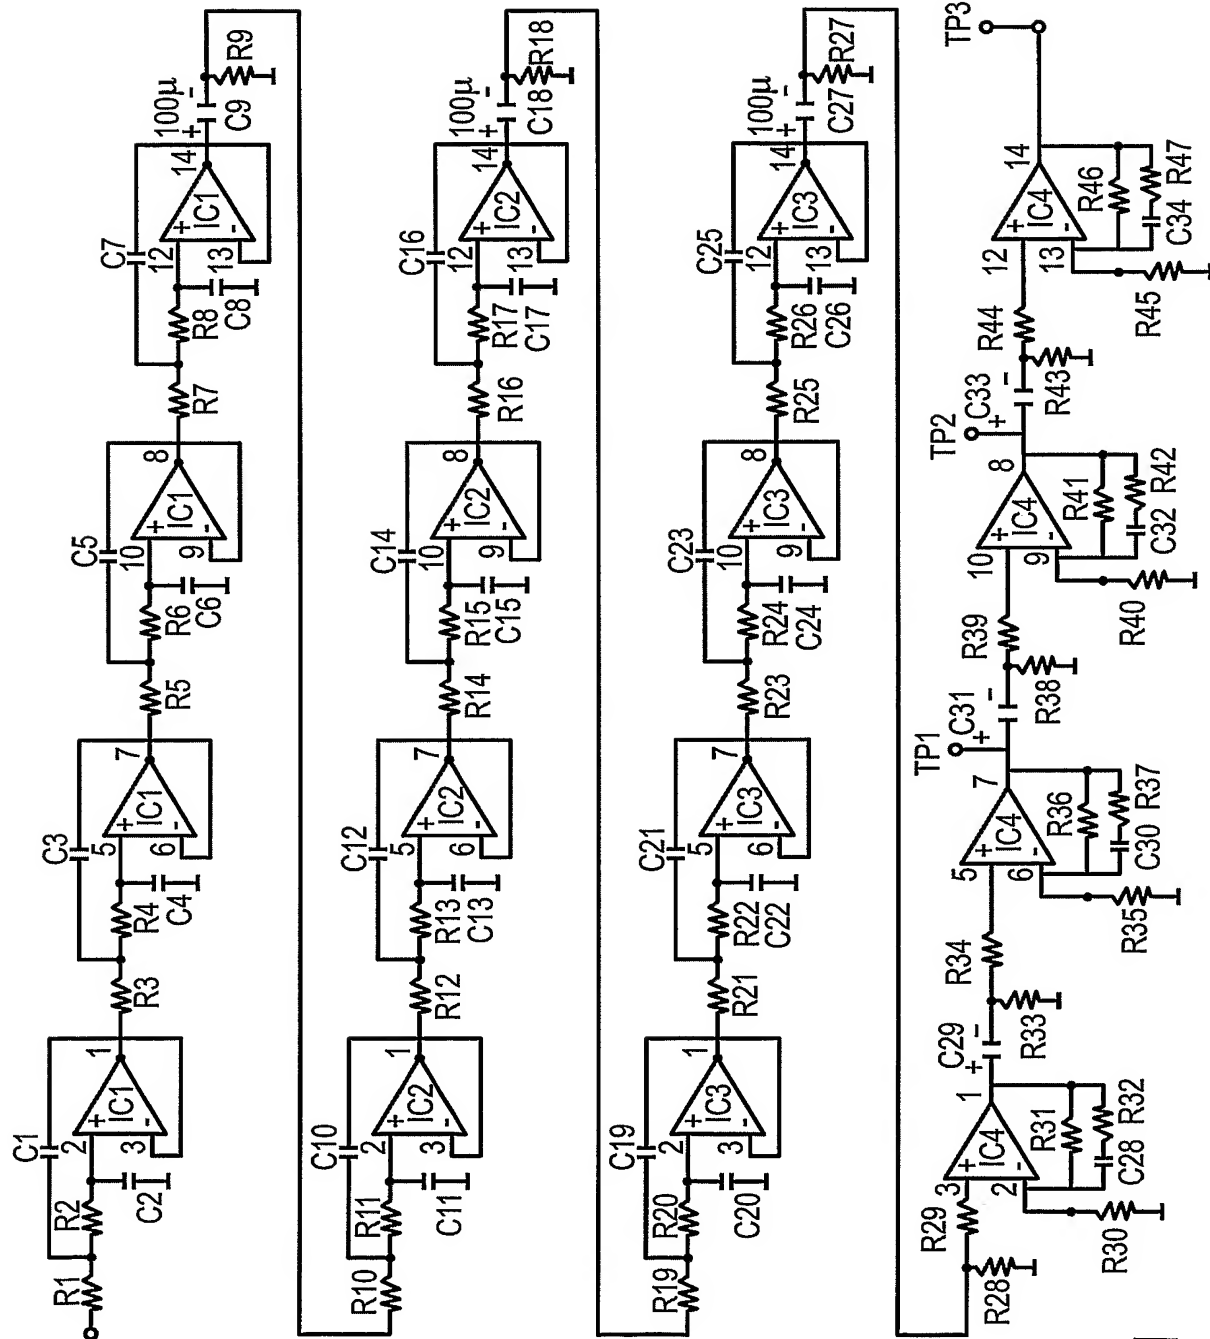 R1
R2
C1
C2
2
3
+
-
IC1
1
R3
R4
C3
C4
5
6
+
-
IC1
7
R5
R6
C5
C6
10
9
+
-
IC1
8
R7
R8
C7
C8
12
13
+
-
IC1
14
100µ
+
-
C9
R9
R10
R11
C10
C11
2
3
+
-
IC2
1
R12
R13
C12
C13
5
6
+
-
IC2
7
R14
R15
C14
C15
10
9
+
-
IC2
8
R16
R17
C16
C17
12
13
+
-
IC2
14
100µ
+
-
C18
R18
R19
R20
C19
C20
2
3
+
-
IC3
1
R21
R22
C21
C22
5
6
+
-
IC3
7
R23
R24
C23
C24
10
9
+
-
IC3
8
R25
R26
C25
C26
12
13
+
-
IC3
14
100µ
+
-
C27
R27
R28
R29
R30
3
2
+
-
IC4
1
R31
C28
R32
C29
+
-
R33
R34
R35
5
6
+
-
IC4
7
R36
C30
R37
TP1
C31
+
-
R38
R39
R40
10
9
+
-
IC4
8
R41
C32
R42
TP2
C33
+
-
R43
R44
R45
12
13
+
-
IC4
14
R46
C34
R47
TP3